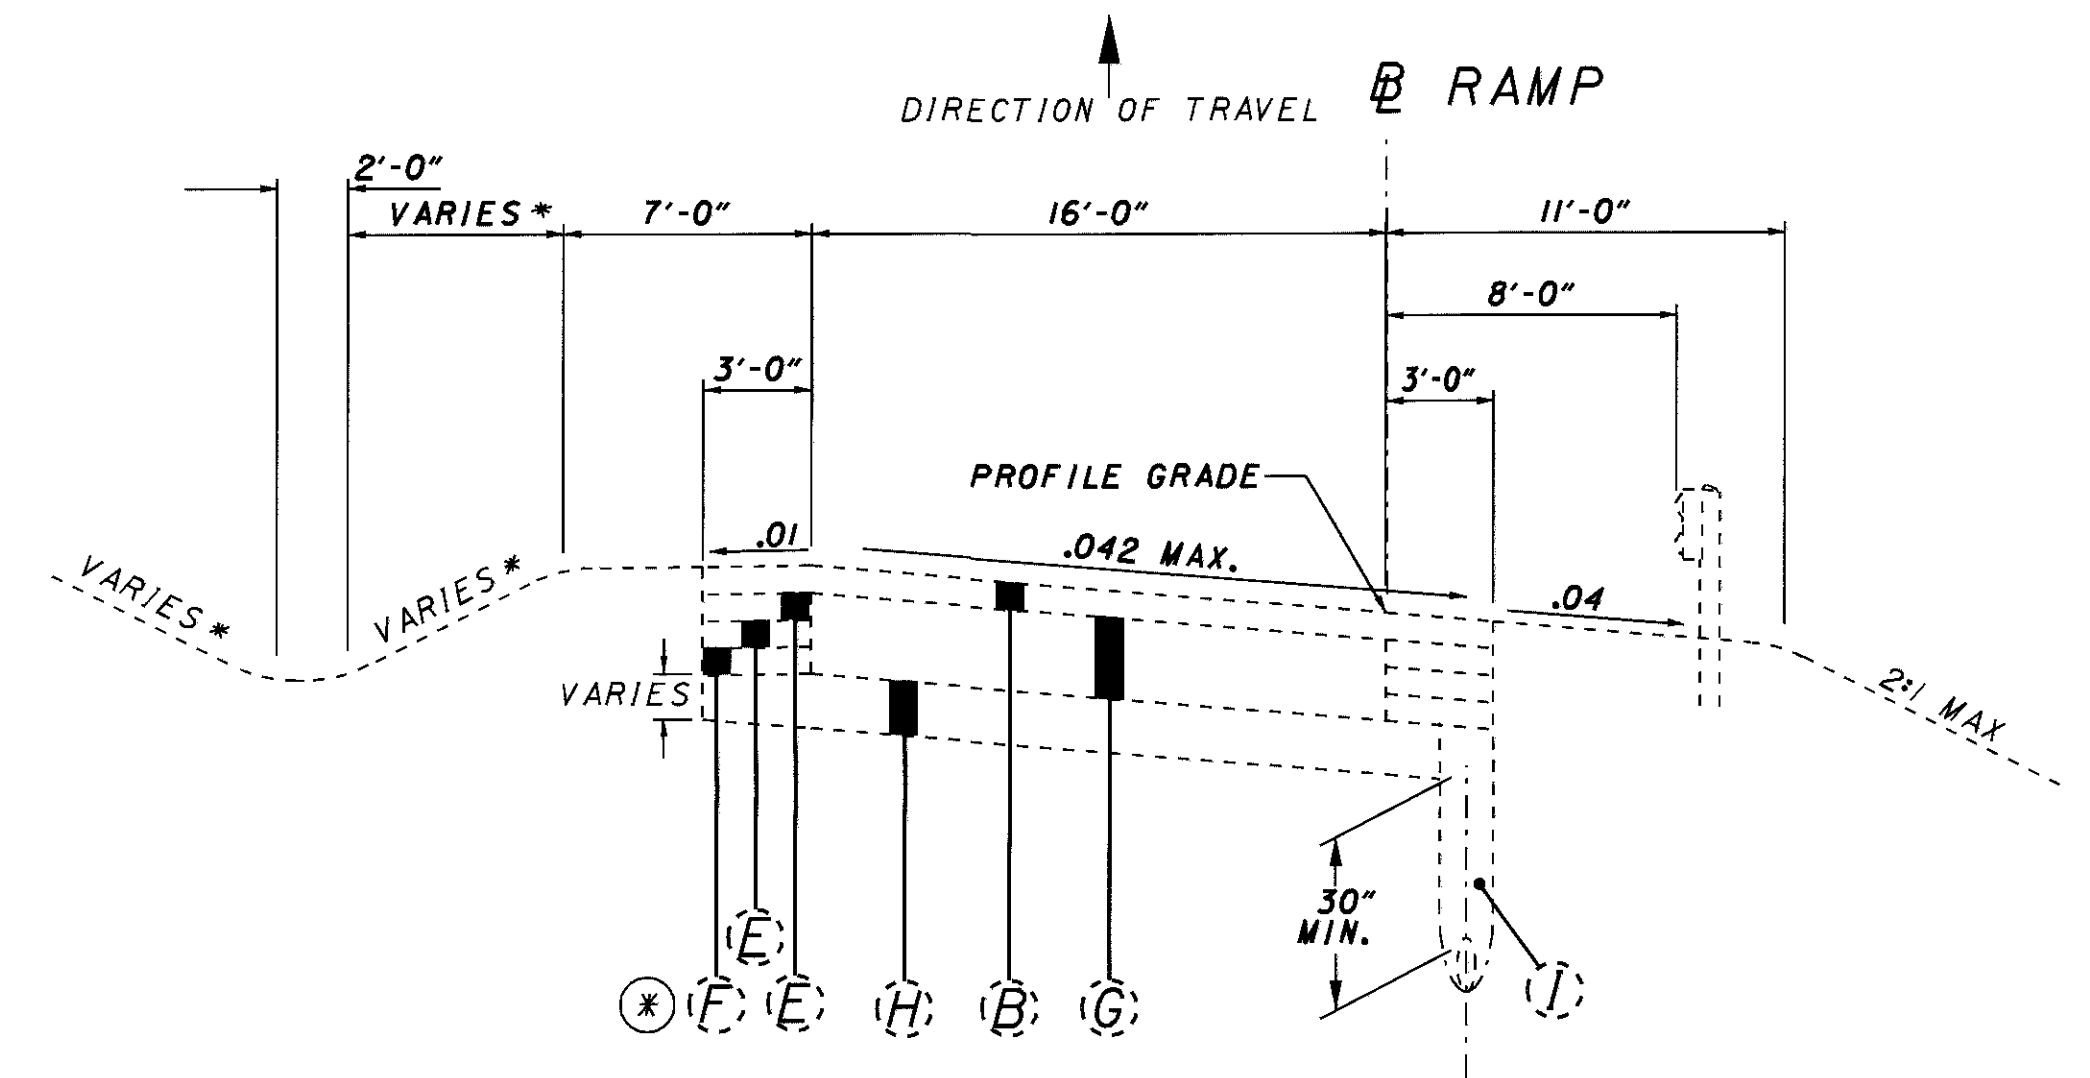 DIRECTION OF TRAVEL
℄ RAMP
2'-0"
VARIES*
7'-0"
16'-0"
11'-0"
8'-0"
3'-0"
3'-0"
PROFILE GRADE
.01
.042 MAX.
.04
VARIES*
VARIES*
VARIES
2:1 MAX
30"
MIN.
E
* F E H B G I